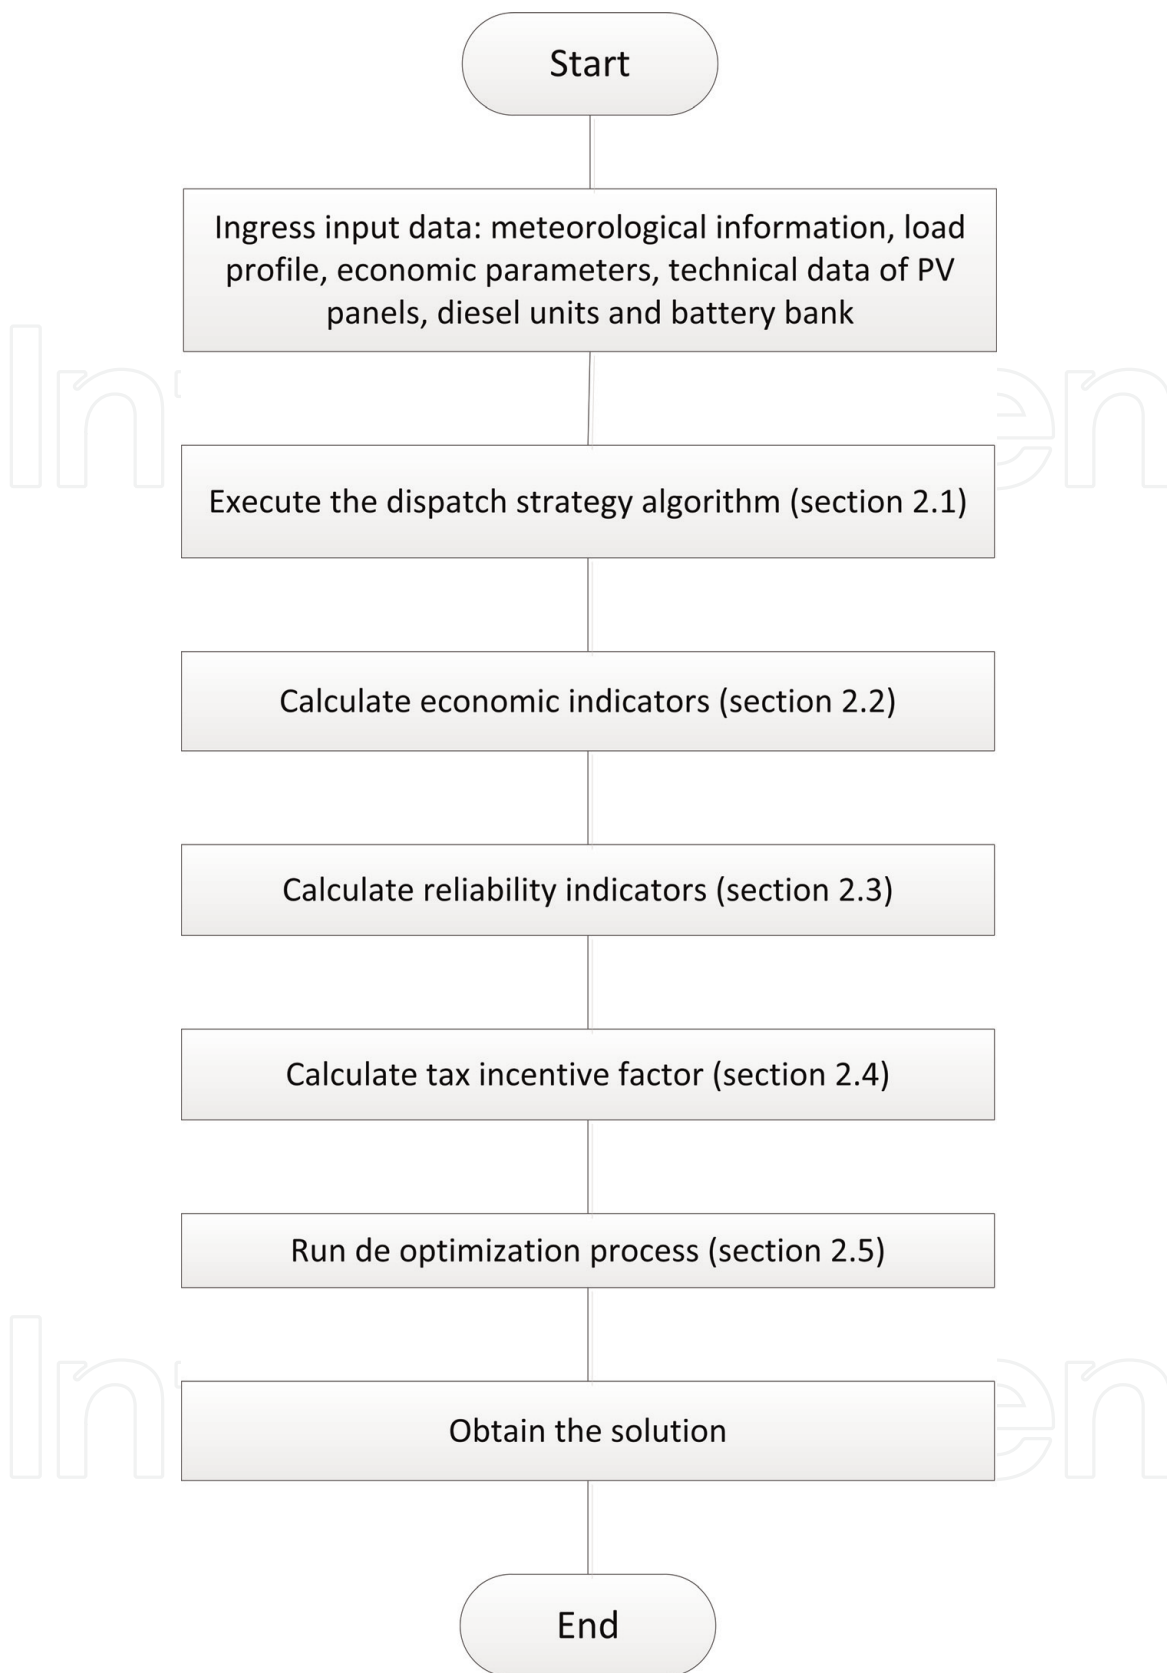 Start
Ingress input data: meteorological information, load
profile, economic parameters, technical data of PV
panels, diesel units and battery bank
Execute the dispatch strategy algorithm (section 2.1)
Calculate economic indicators (section 2.2)
Calculate reliability indicators (section 2.3)
Calculate tax incentive factor (section 2.4)
Run de optimization process (section 2.5)
Obtain the solution
End